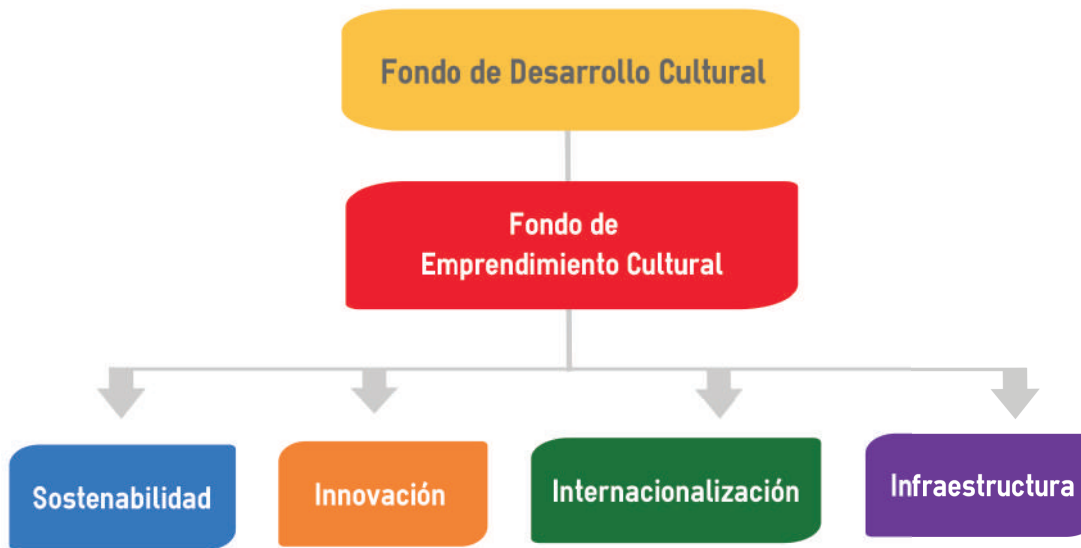 Fondo de Desarrollo Cultural
Fondo de
Emprendimiento Cultural
Sostenabilidad
Innovación
Internacionalización
Infraestructura